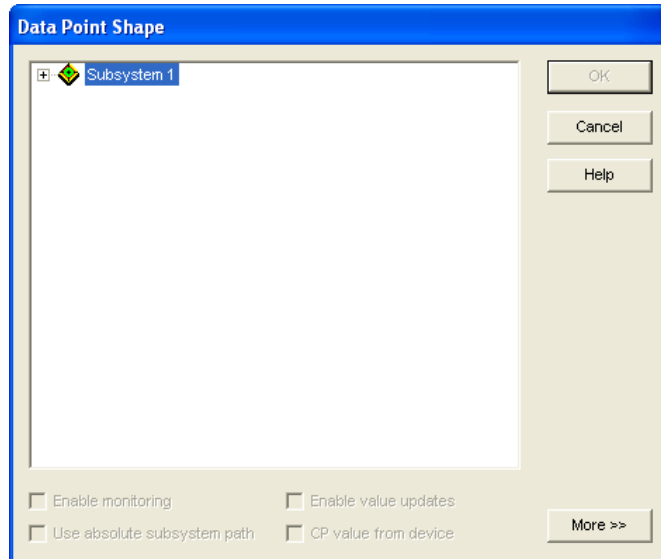 Data Point Shape
Subsystem 1
OK
Cancel
Help
Enable monitoring
Enable value updates
Use absolute subsystem path
CP value from device
More >>